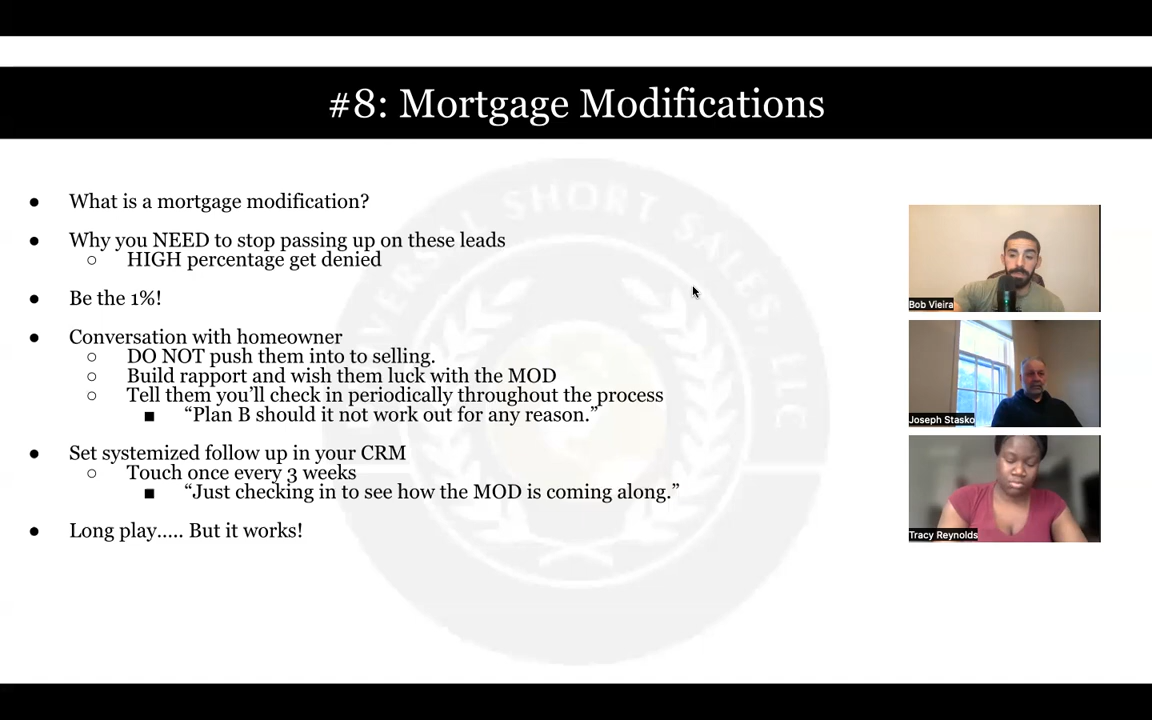 #8: Mortgage Modifications
● What is a mortgage modification?
● Why you NEED to stop passing up on these leads
○ HIGH percentage get denied
● Be the 1%!
● Conversation with homeowner
○ DO NOT push them into to selling.
○ Build rapport and wish them luck with the MOD
○ Tell them you’ll check in periodically throughout the process
■ “Plan B should it not work out for any reason.”
● Set systemized follow up in your CRM
○ Touch once every 3 weeks
■ “Just checking in to see how the MOD is coming along.”
● Long play..... But it works!
VERSAL SHORT SALES, LLC
Bob Vieira
Joseph Stasko
Tracy Reynolds